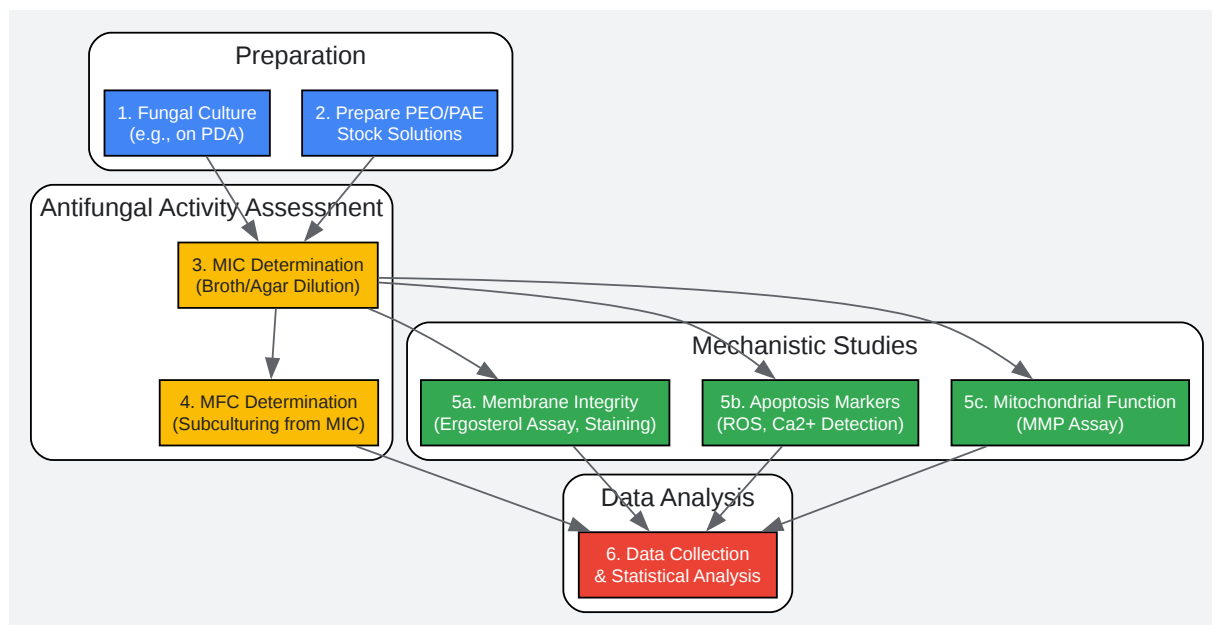 Preparation
1. Fungal Culture
(e.g., on PDA)
2. Prepare PEO/PAE
Stock Solutions
Antifungal Activity Assessment
3. MIC Determination
(Broth/Agar Dilution)
4. MFC Determination
(Subculturing from MIC)
Mechanistic Studies
5a. Membrane Integrity
(Ergosterol Assay, Staining)
5b. Apoptosis Markers
(ROS, Ca2+ Detection)
5c. Mitochondrial Function
(MMP Assay)
Data Analysis
6. Data Collection
& Statistical Analysis